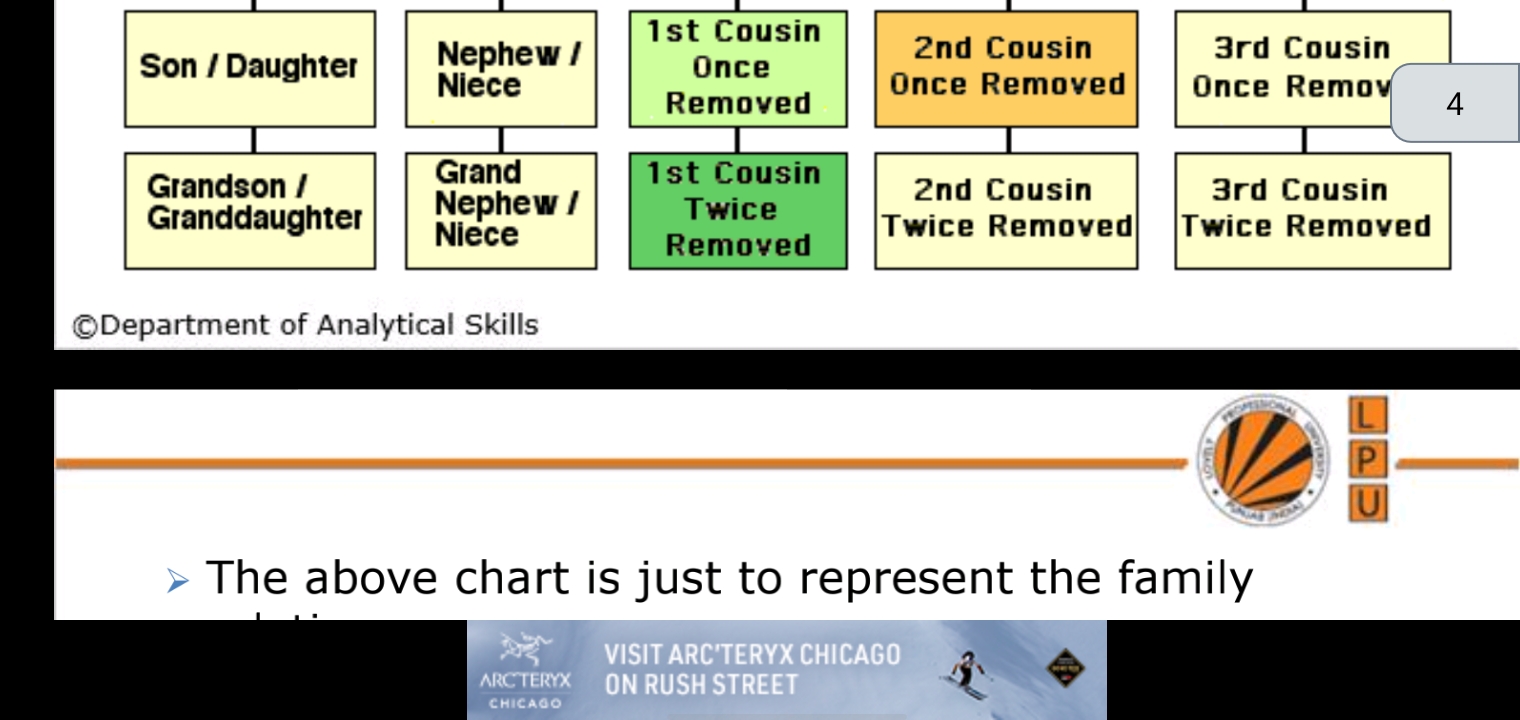 Son / Daughter
Nephew /
Niece
1st Cousin
Once
Removed
2nd Cousin
Once Removed
3rd Cousin
Once
4
Grandson /
Granddaughter
Grand
Nephew /
Niece
1st Cousin
Twice
Removed
2nd Cousin
Twice Removed
3rd Cousin
Twice Removed
©Department of Analytical Skills
LOVELY PROFESSIONAL UNIVERSITY
PUNJAB (INDIA)
L
P
U
➢ The above chart is just to represent the family
ARC'TERYX
CHICAGO
VISIT ARC'TERYX CHICAGO
ON RUSH STREET